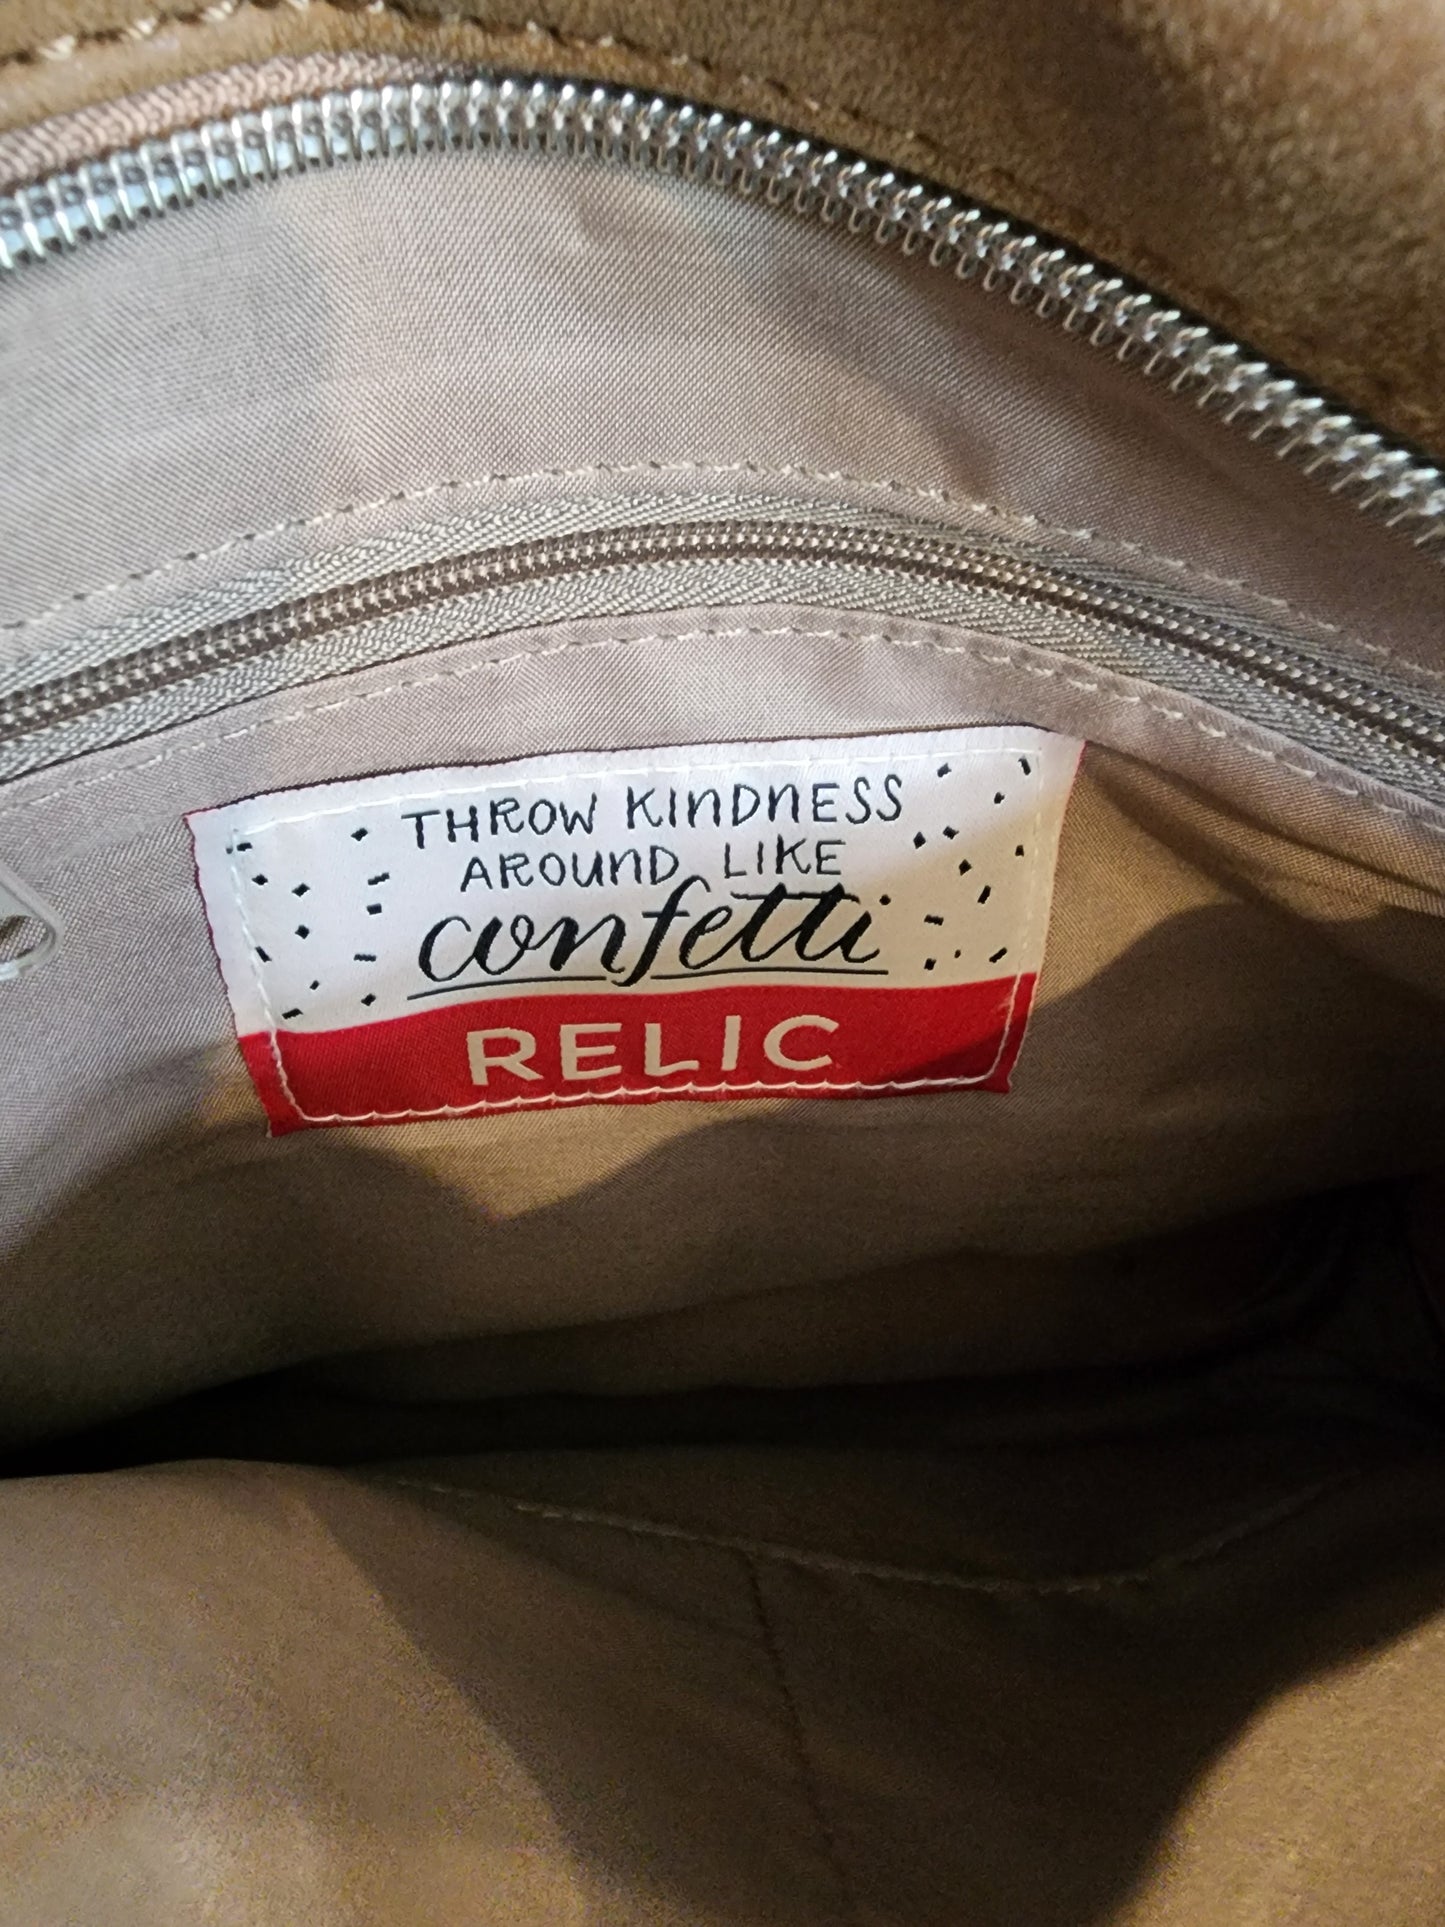 THROW KINDNESS
AROUND LIKE
confetti
RELIC